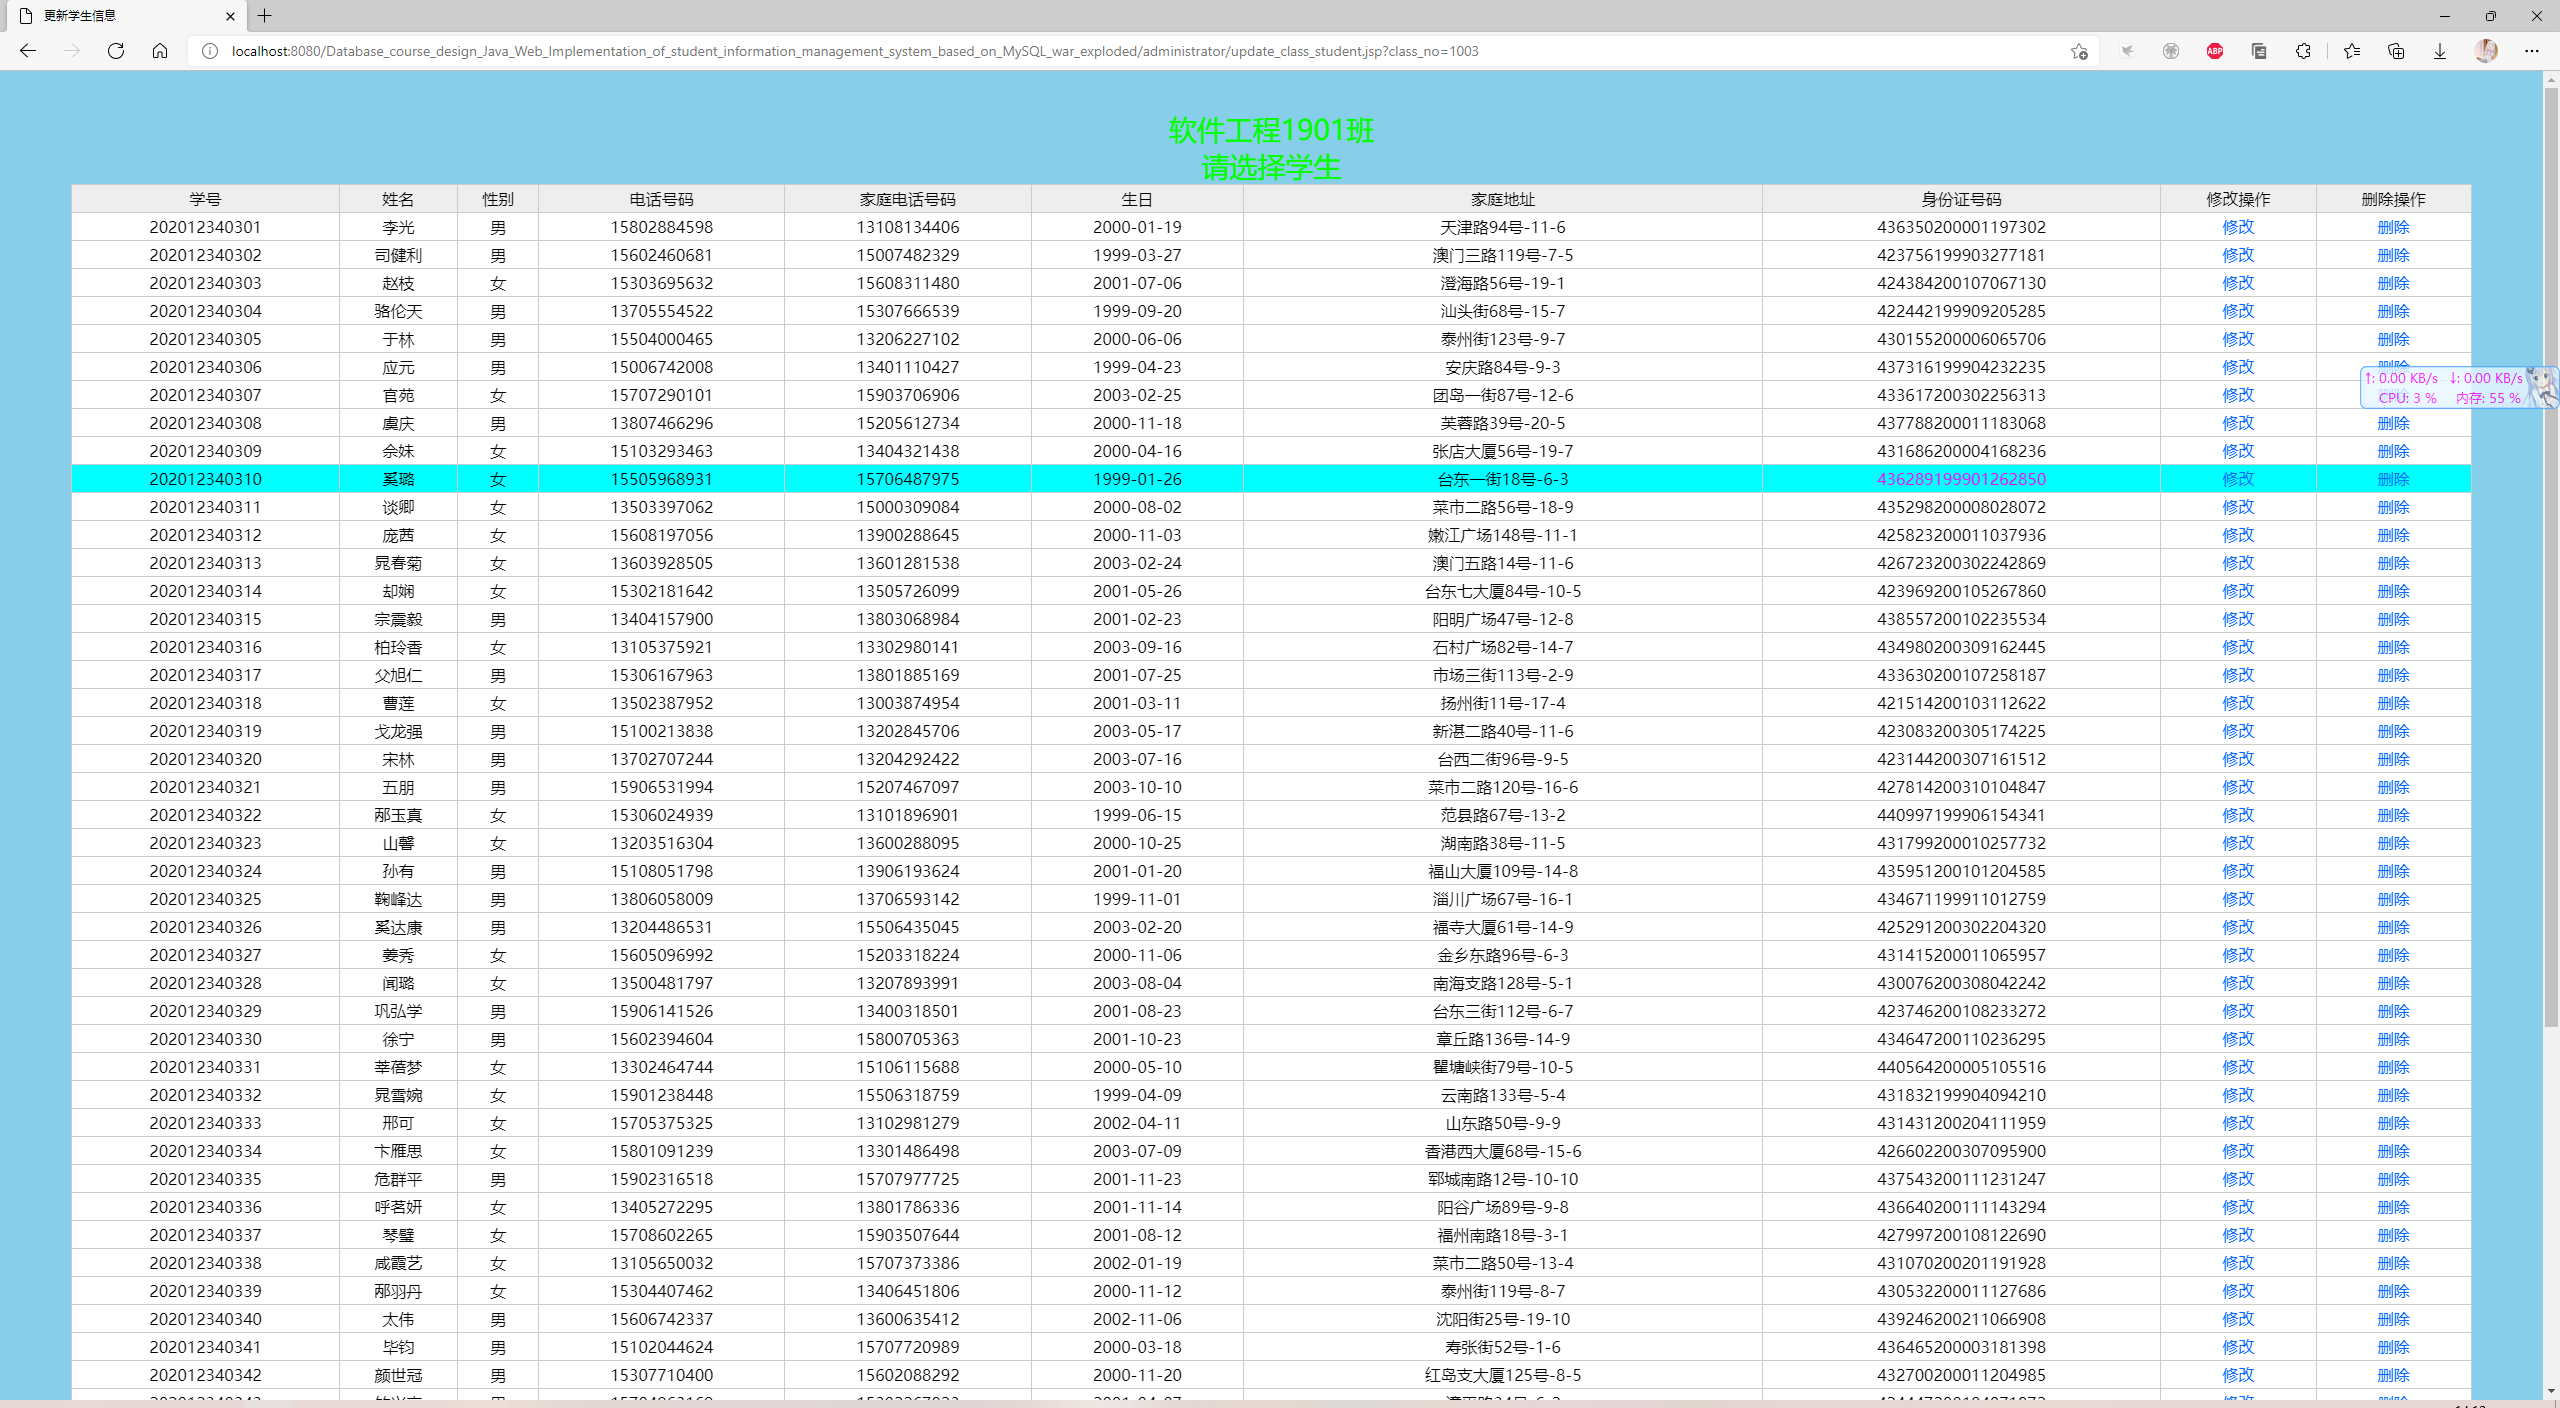 更新学生信息
localhost:8080/Database_course_design_Java_Web_Implementation_of_student_information_management_system_based_on_MySQL_war_exploded/administrator/update_class_student.jsp?class_no=1003
ABP
软件工程1901班
请选择学生
学号 姓名 性别 电话号码 家庭电话号码 生日 家庭地址 身份证号码 修改操作 删除操作
202012340301 李光 男 15802884598 13108134406 2000-01-19 天津路94号-11-6 436350200001197302 修改 删除
202012340302 司健利 男 15602460681 15007482329 1999-03-27 澳门三路119号-7-5 423756199903277181 修改 删除
202012340303 赵枝 女 15303695632 15608311480 2001-07-06 澄海路56号-19-1 424384200107067130 修改 删除
202012340304 骆伦天 男 13705554522 15307666539 1999-09-20 汕头街68号-15-7 422442199909205285 修改 删除
202012340305 于林 男 15504000465 13206227102 2000-06-06 泰州街123号-9-7 430155200006065706 修改 删除
202012340306 应元 男 15006742008 13401110427 1999-04-23 安庆路84号-9-3 437316199904232235 修改 删除
↑: 0.00 KB/s ↓: 0.00 KB/s
202012340307 官苑 女 15707290101 15903706906 2003-02-25 团岛一街87号-12-6 433617200302256313 修改
CPU: 3 % 内存: 55 %
202012340308 虞庆 男 13807466296 15205612734 2000-11-18 芙蓉路39号-20-5 437788200011183068 修改 删除
202012340309 佘妹 女 15103293463 13404321438 2000-04-16 张店大厦56号-19-7 431686200004168236 修改 删除
202012340310 奚璐 女 15505968931 15706487975 1999-01-26 台东一街18号-6-3 436289199901262850 修改 删除
202012340311 谈卿 女 13503397062 15000309084 2000-08-02 菜市二路56号-18-9 435298200008028072 修改 删除
202012340312 庞茜 女 15608197056 13900288645 2000-11-03 嫩江广场148号-11-1 425823200011037936 修改 删除
202012340313 晁春菊 女 13603928505 13601281538 2003-02-24 澳门五路14号-11-6 426723200302242869 修改 删除
202012340314 却娴 女 15302181642 13505726099 2001-05-26 台东七大厦84号-10-5 423969200105267860 修改 删除
202012340315 宗震毅 男 13404157900 13803068984 2001-02-23 阳明广场47号-12-8 438557200102235534 修改 删除
202012340316 柏玲香 女 13105375921 13302980141 2003-09-16 石村广场82号-14-7 434980200309162445 修改 删除
202012340317 父旭仁 男 15306167963 13801885169 2001-07-25 市场三街113号-2-9 433630200107258187 修改 删除
202012340318 曹莲 女 13502387952 13003874954 2001-03-11 扬州街11号-17-4 421514200103112622 修改 删除
202012340319 戈龙强 男 15100213838 13202845706 2003-05-17 新湛二路40号-11-6 423083200305174225 修改 删除
202012340320 宋林 男 13702707244 13204292422 2003-07-16 台西二街96号-9-5 423144200307161512 修改 删除
202012340321 五朋 男 15906531994 15207467097 2003-10-10 菜市二路120号-16-6 427814200310104847 修改 删除
202012340322 邴玉真 女 15306024939 13101896901 1999-06-15 范县路67号-13-2 440997199906154341 修改 删除
202012340323 山馨 女 13203516304 13600288095 2000-10-25 湖南路38号-11-5 431799200010257732 修改 删除
202012340324 孙有 男 15108051798 13906193624 2001-01-20 福山大厦109号-14-8 435951200101204585 修改 删除
202012340325 鞠峰达 男 13806058009 13706593142 1999-11-01 淄川广场67号-16-1 434671199911012759 修改 删除
202012340326 奚达康 男 13204486531 15506435045 2003-02-20 福寺大厦61号-14-9 425291200302204320 修改 删除
202012340327 姜秀 女 15605096992 15203318224 2000-11-06 金乡东路96号-6-3 431415200011065957 修改 删除
202012340328 闻璐 女 13500481797 13207893991 2003-08-04 南海支路128号-5-1 430076200308042242 修改 删除
202012340329 巩弘学 男 15906141526 13400318501 2001-08-23 台东三街112号-6-7 423746200108233272 修改 删除
202012340330 徐宁 男 15602394604 15800705363 2001-10-23 章丘路136号-14-9 434647200110236295 修改 删除
202012340331 莘蓓梦 女 13302464744 15106115688 2000-05-10 瞿塘峡街79号-10-5 440564200005105516 修改 删除
202012340332 晁雪婉 女 15901238448 15506318759 1999-04-09 云南路133号-5-4 431832199904094210 修改 删除
202012340333 邢可 女 15705375325 13102981279 2002-04-11 山东路50号-9-9 431431200204111959 修改 删除
202012340334 卞雁思 女 15801091239 13301486498 2003-07-09 香港西大厦68号-15-6 426602200307095900 修改 删除
202012340335 危群平 男 15902316518 15707977725 2001-11-23 郓城南路12号-10-10 437543200111231247 修改 删除
202012340336 呼茗妍 女 13405272295 13801786336 2001-11-14 阳谷广场89号-9-8 436640200111143294 修改 删除
202012340337 琴璧 女 15708602265 15903507644 2001-08-12 福州南路18号-3-1 427997200108122690 修改 删除
202012340338 咸霞艺 女 13105650032 15707373386 2002-01-19 菜市二路50号-13-4 431070200201191928 修改 删除
202012340339 邴羽丹 女 15304407462 13406451806 2000-11-12 泰州街119号-8-7 430532200011127686 修改 删除
202012340340 太伟 男 15606742337 13600635412 2002-11-06 沈阳街25号-19-10 439246200211066908 修改 删除
202012340341 毕钧 男 15102044624 15707720989 2000-03-18 寿张街52号-1-6 436465200003181398 修改 删除
202012340342 颜世冠 男 15307710400 15602088292 2000-11-20 红岛支大厦125号-8-5 432700200011204985 修改 删除